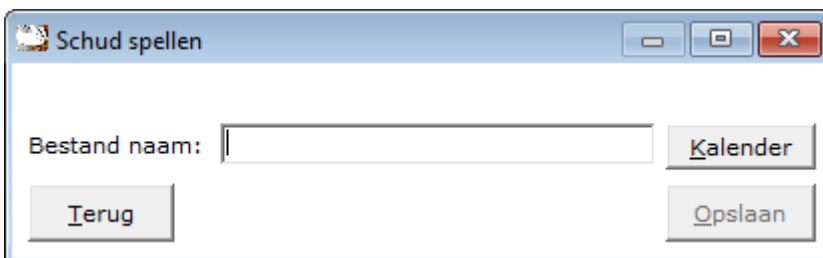 Schud spellen
Bestand naam:
Kalender
Terug
Opslaan